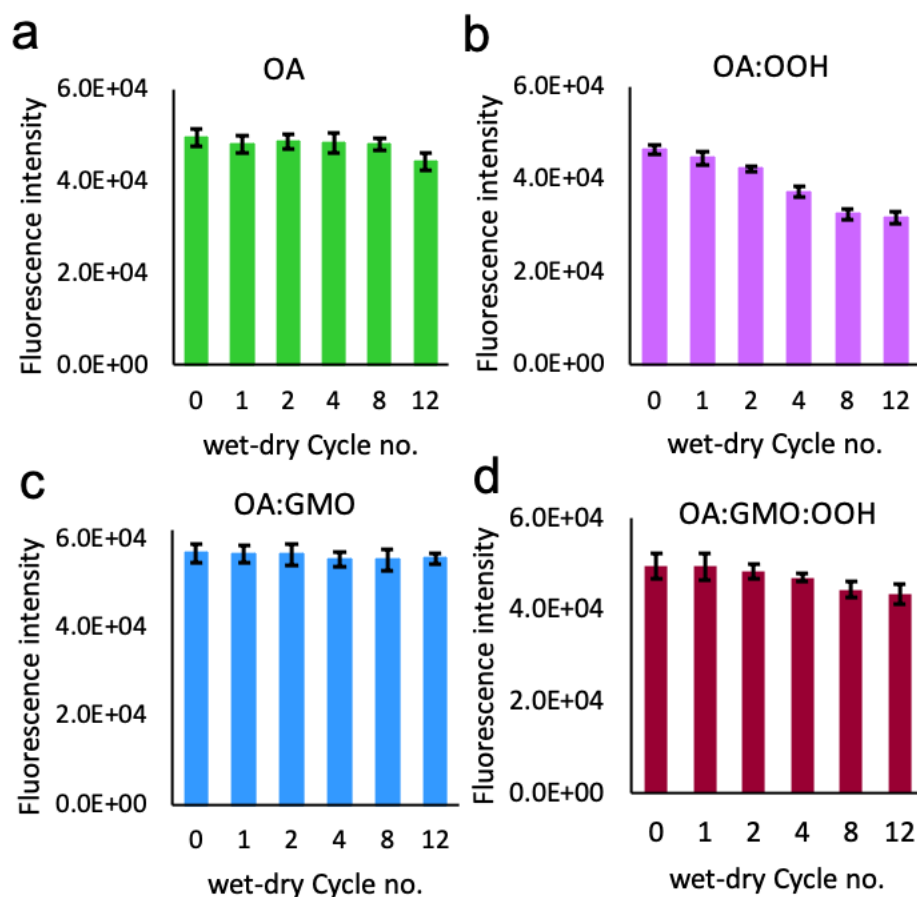 a
OA
Fluorescence intensity
6.0E+04
4.0E+04
2.0E+04
0.0E+00
0 1 2 4 8 12
wet-dry Cycle no.
b
OA:OOH
Fluorescence intensity
6.0E+04
4.0E+04
2.0E+04
0.0E+00
0 1 2 4 8 12
wet-dry Cycle no.
c
OA:GMO
Fluorescence intensity
6.0E+04
4.0E+04
2.0E+04
0.0E+00
0 1 2 4 8 12
wet-dry Cycle no.
d
OA:GMO:OOH
Fluorescence intensity
6.0E+04
4.0E+04
2.0E+04
0.0E+00
0 1 2 4 8 12
wet-dry Cycle no.